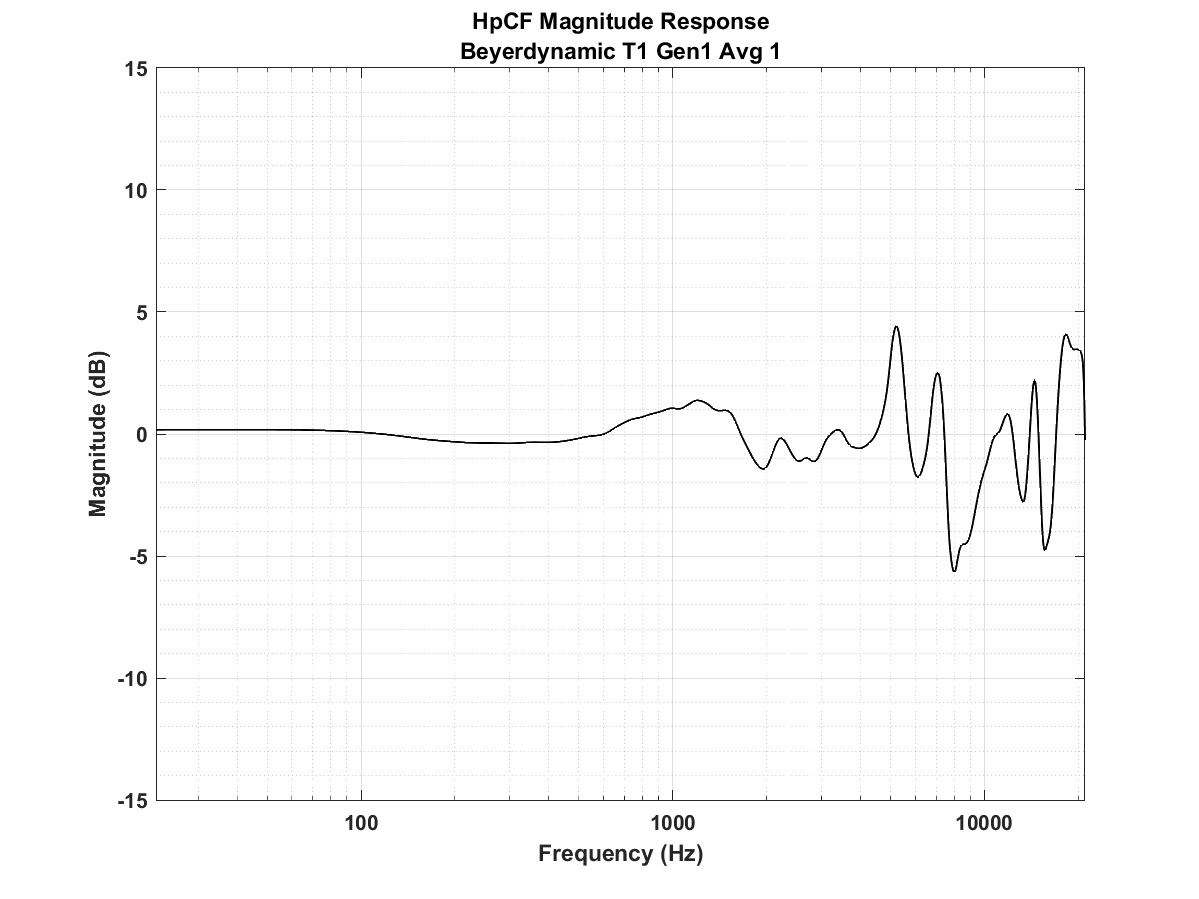 HpCF Magnitude Response
Beyerdynamic T1 Gen1 Avg 1
15
10
5
0
-5
-10
-15
Magnitude (dB)
100
1000
10000
Frequency (Hz)